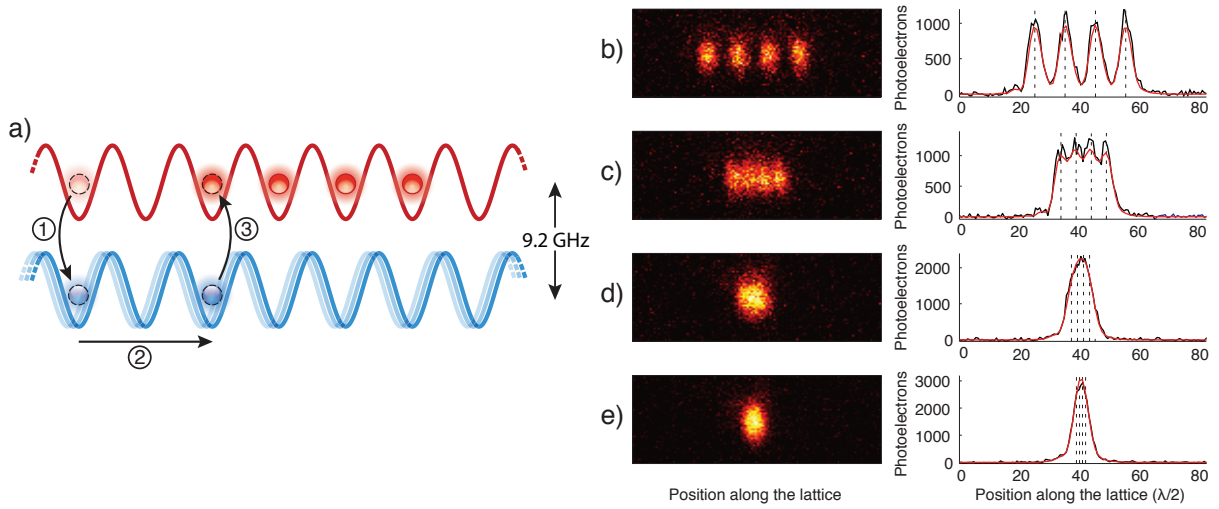 a)
①
②
③
9.2 GHz
b)
Photoelectrons
1000
500
0
0 20 40 60 80
c)
Photoelectrons
1000
500
0
0 20 40 60 80
d)
Photoelectrons
2000
1000
0
0 20 40 60 80
e)
Photoelectrons
3000
2000
1000
0
0 20 40 60 80
Position along the lattice
Position along the lattice (λ/2)